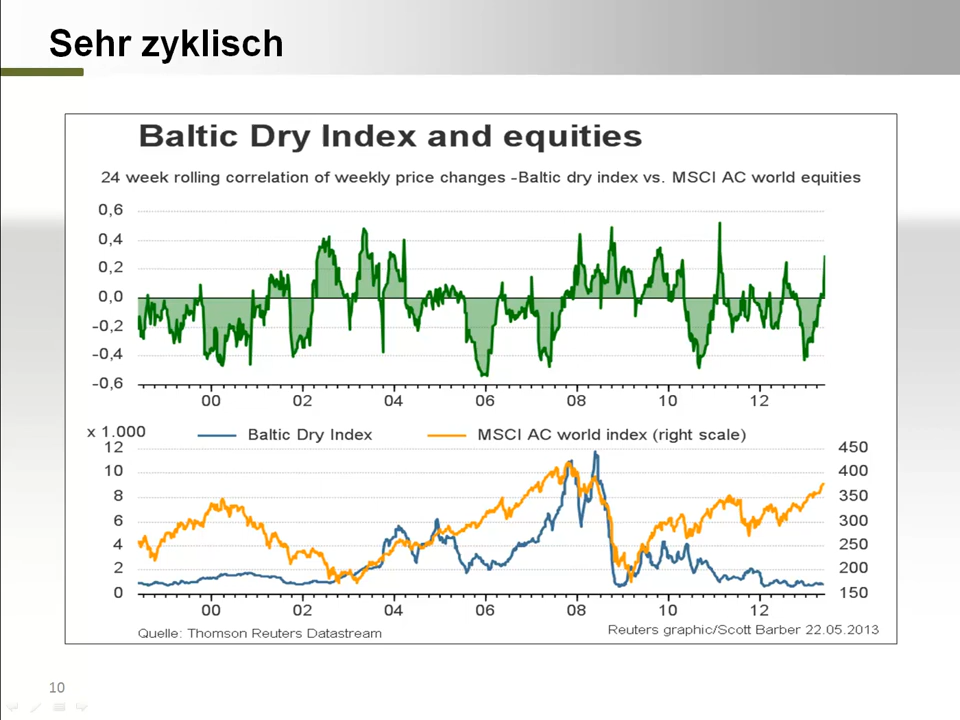 Sehr zyklisch
Baltic Dry Index and equities
24 week rolling correlation of weekly price changes -Baltic dry index vs. MSCI AC world equities
0,6
0,4
0,2
0,0
-0,2
-0,4
-0,6
00 02 04 06 08 10 12
x 1.000
Baltic Dry Index MSCI AC world index (right scale)
12 450
10 400
8 350
6 300
4 250
2 200
0 150
00 02 04 06 08 10 12
Quelle: Thomson Reuters Datastream
Reuters graphic/Scott Barber 22.05.2013
10